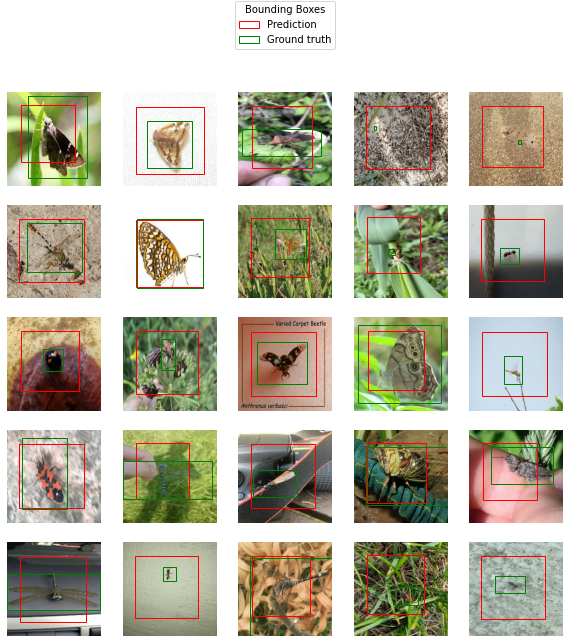 Bounding Boxes
Prediction
Ground truth
Varied Carpet Beetle
Anthrenus verbasci